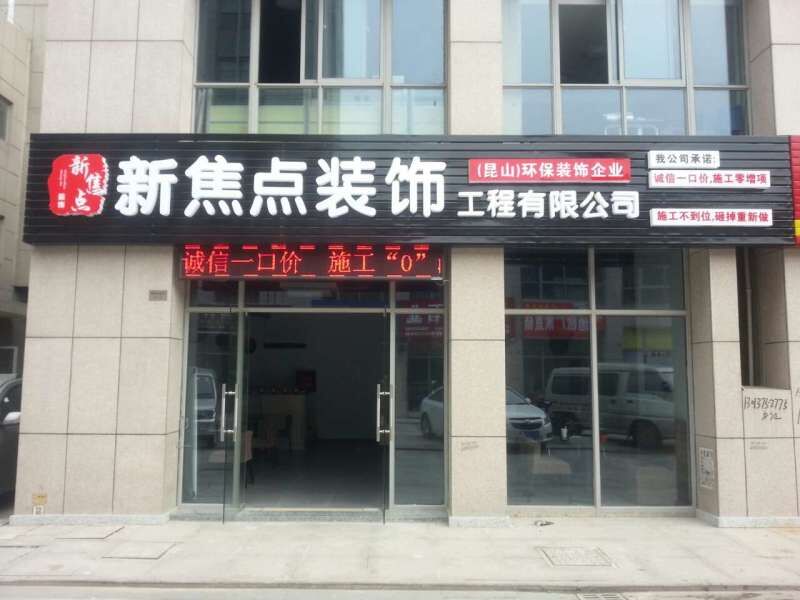 新焦点
新焦点装饰
(昆山)环保装饰企业
工程有限公司
我公司承诺:
诚信一口价,施工零增项
施工不到位,砸掉重新做
诚信一口价 施工“0”